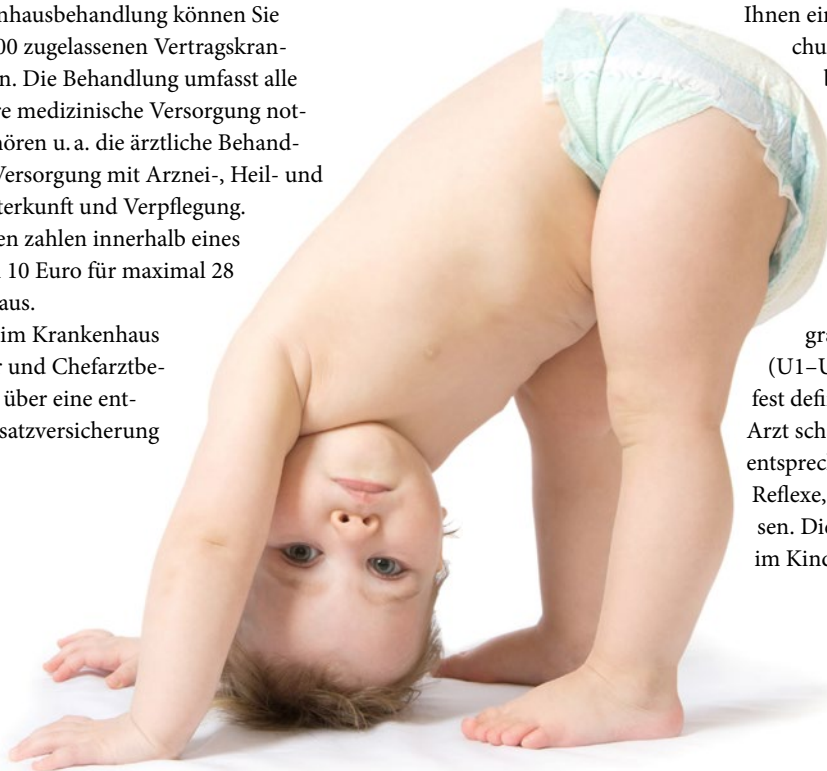 nhausbehandlung können Sie
00 zugelassenen Vertragskran-
n. Die Behandlung umfasst alle
re medizinische Versorgung not-
hören u. a. die ärztliche Behand-
Versorgung mit Arznei-, Heil- und
terkunft und Verpflegung.
en zahlen innerhalb eines
10 Euro für maximal 28
aus.
im Krankenhaus
r und Chefarztbe-
über eine ent-
satzversicherung
Ihnen ein
chu
gra
(U1–U
fest defi
Arzt sch
entsprec
Reflexe,
sen. Die
im Kind